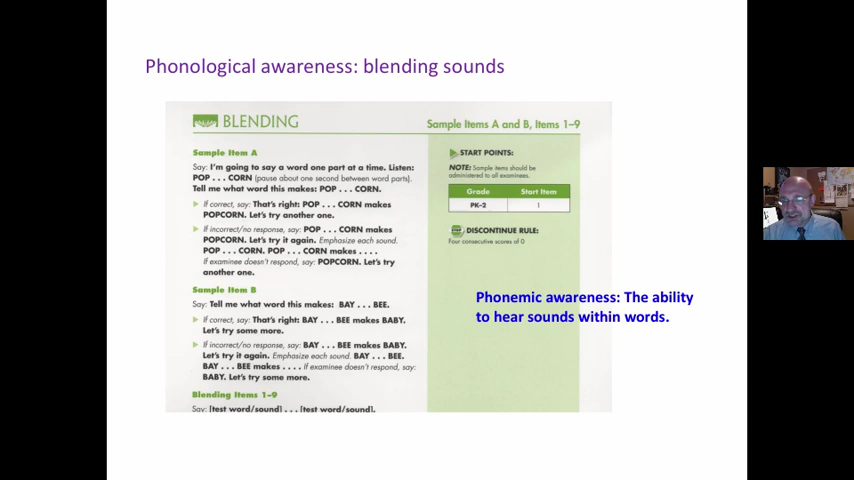 Phonological awareness: blending sounds
BLENDING
Sample Items A and B, Items 1–9
Sample Item A
Say: I'm going to say a word one part at a time. Listen:
POP . . . CORN (pause about one second between word parts).
Tell me what word this makes: POP . . . CORN.
If correct, say: That's right: POP . . . CORN makes
POPCORN. Let's try another one.
If incorrect/no response, say: POP . . . CORN makes
POPCORN. Let's try it again. Emphasize each sound.
POP . . . CORN. POP . . . CORN makes . . . .
If examinee doesn't respond, say: POPCORN. Let's try
another one.
Sample Item B
Say: Tell me what word this makes: BAY . . . BEE.
If correct, say: That's right: BAY . . . BEE makes BABY.
Let's try some more.
If incorrect/no response, say: BAY . . . BEE makes BABY.
Let's try it again. Emphasize each sound. BAY . . . BEE.
BAY . . . BEE makes . . . . If examinee doesn't respond, say:
BABY. Let's try some more.
Blending Items 1–9
Say: [test word/sound] . . . [test word/sound].
START POINTS:
NOTE: Sample items should be
administered to all examinees.
Grade Start Item
PK–2 1
STOP DISCONTINUE RULE:
Four consecutive scores of 0
Phonemic awareness: The ability
to hear sounds within words.